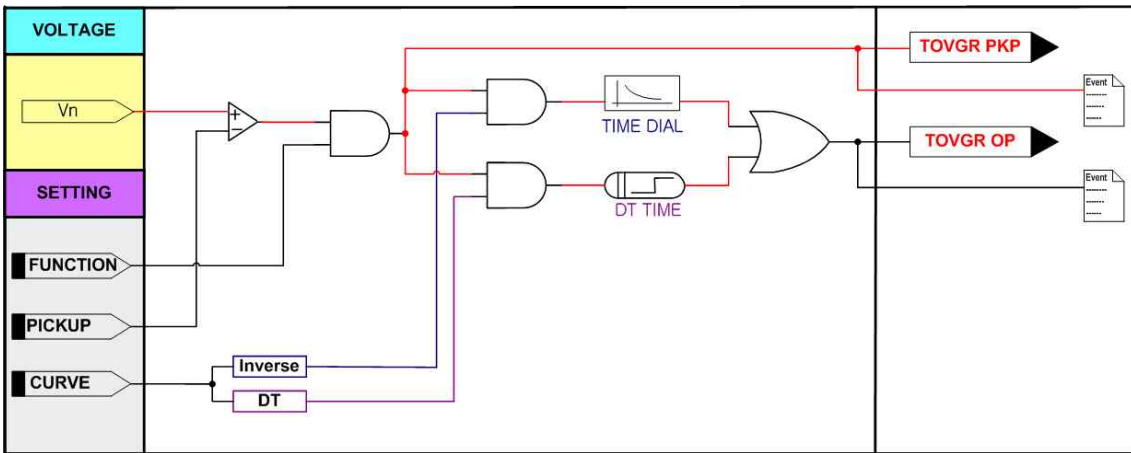 VOLTAGE
Vn
SETTING
FUNCTION
PICKUP
CURVE
Inverse
DT
TIME DIAL
DT TIME
TOVGR PKP
Event
TOVGR OP
Event